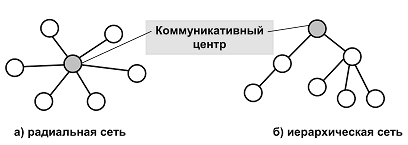 Коммуникативный
центр
а) радиальная сеть
б) иерархическая сеть